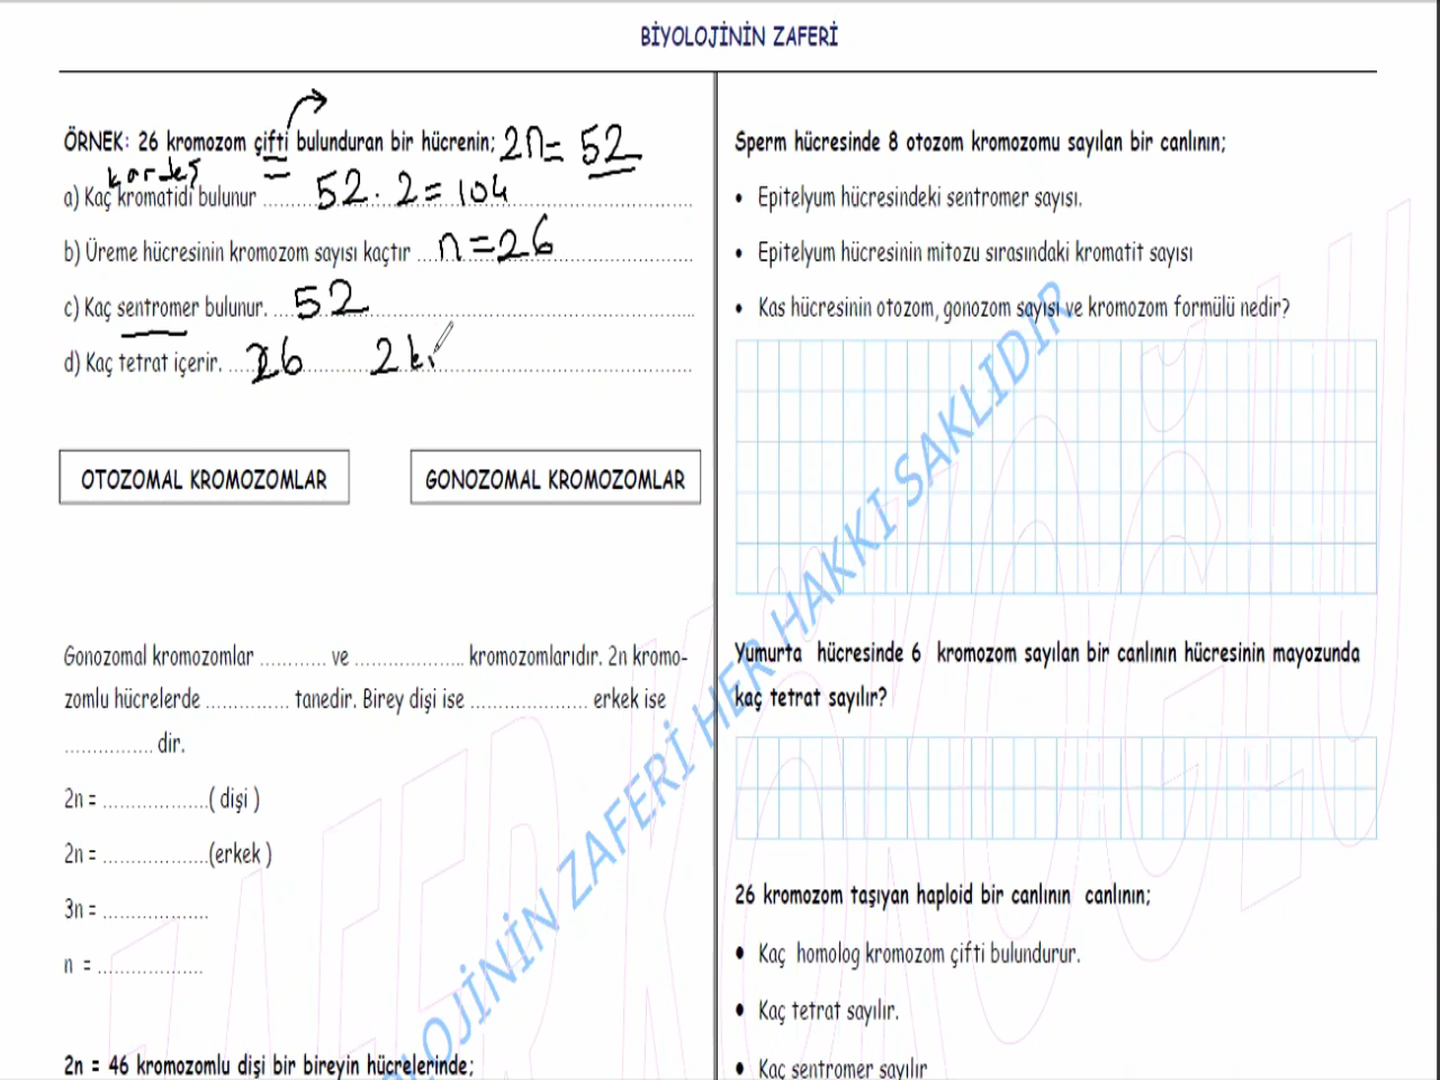 BİYOLOJİNİN ZAFERİ
ÖRNEK: 26 kromozom çifti bulunduran bir hücrenin; 2n = 52
kardeş
a) Kaç kromatidi bulunur ........ 52 . 2 = 104
b) Üreme hücresinin kromozom sayısı kaçtır ... n = 26
c) Kaç sentromer bulunur. .... 52
d) Kaç tetrat içerir. .... 26 2k
OTOZOMAL KROMOZOMLAR
GONOZOMAL KROMOZOMLAR
Gonozomal kromozomlar ............ ve .................... kromozomlarıdır. 2n kromo-
zomlu hücrelerde ............... tanedir. Birey dişi ise ..................... erkek ise
................ dir.
2n = ...................( dişi )
2n = ...................(erkek )
3n = ...................
n = ...................
2n = 46 kromozomlu dişi bir bireyin hücrelerinde;
Sperm hücresinde 8 otozom kromozomu sayılan bir canlının;
• Epitelyum hücresindeki sentromer sayısı.
• Epitelyum hücresinin mitozu sırasındaki kromatit sayısı
• Kas hücresinin otozom, gonozom sayısı ve kromozom formülü nedir?
Yumurta hücresinde 6 kromozom sayılan bir canlının hücresinin mayozunda
kaç tetrat sayılır?
26 kromozom taşıyan haploid bir canlının canlının;
• Kaç homolog kromozom çifti bulundurur.
• Kaç tetrat sayılır.
• Kaç sentromer sayılır
OLOJİNİN ZAFERİ HER HAKKI SAKLIDIR